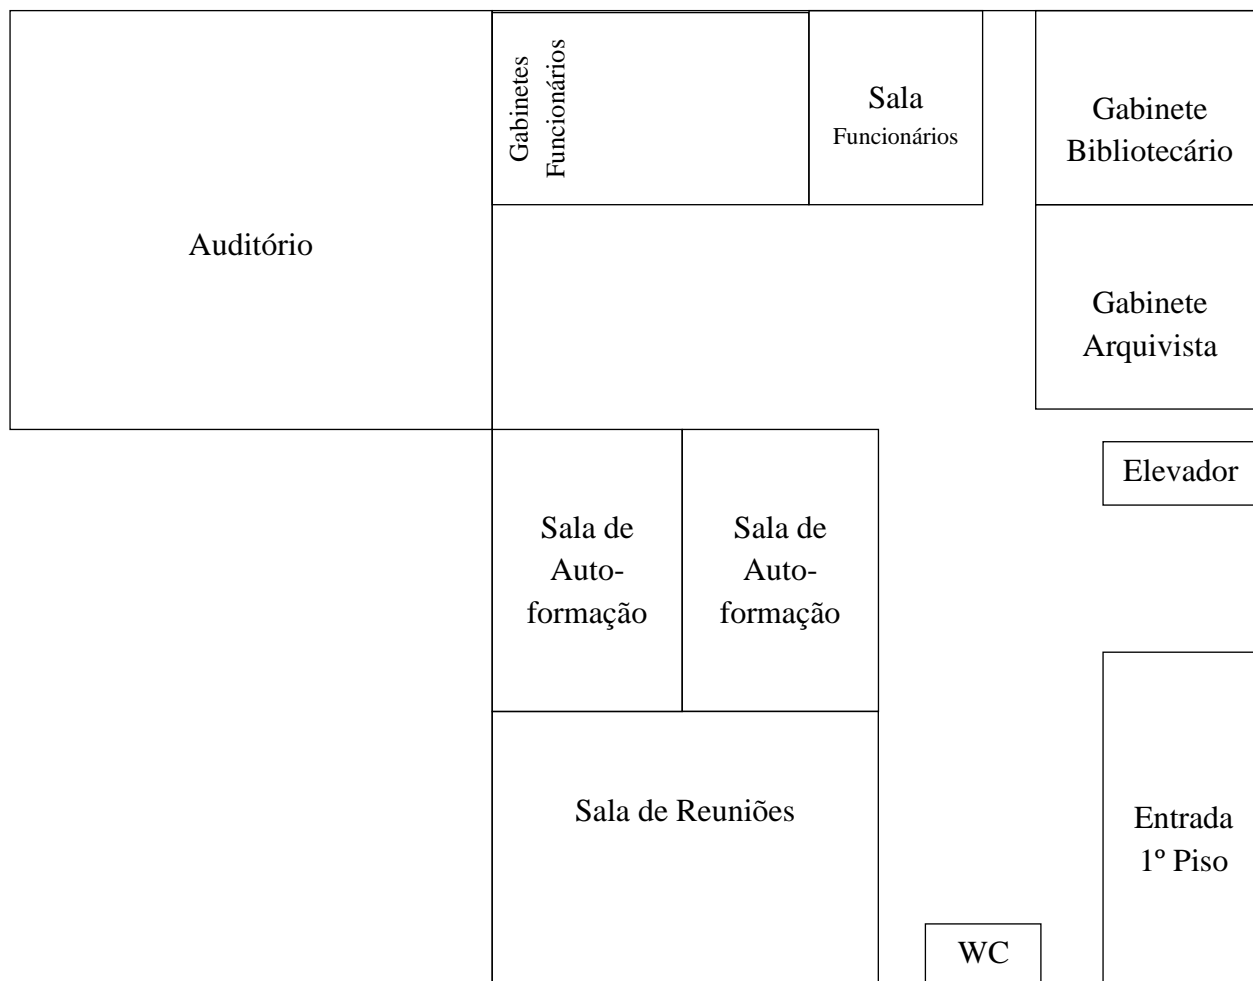 Gabinetes
Funcionários
Sala
Funcionários
Gabinete
Bibliotecário
Auditório
Gabinete
Arquivista
Elevador
Sala de
Auto-
formação
Sala de
Auto-
formação
Sala de Reuniões
Entrada
1º Piso
WC